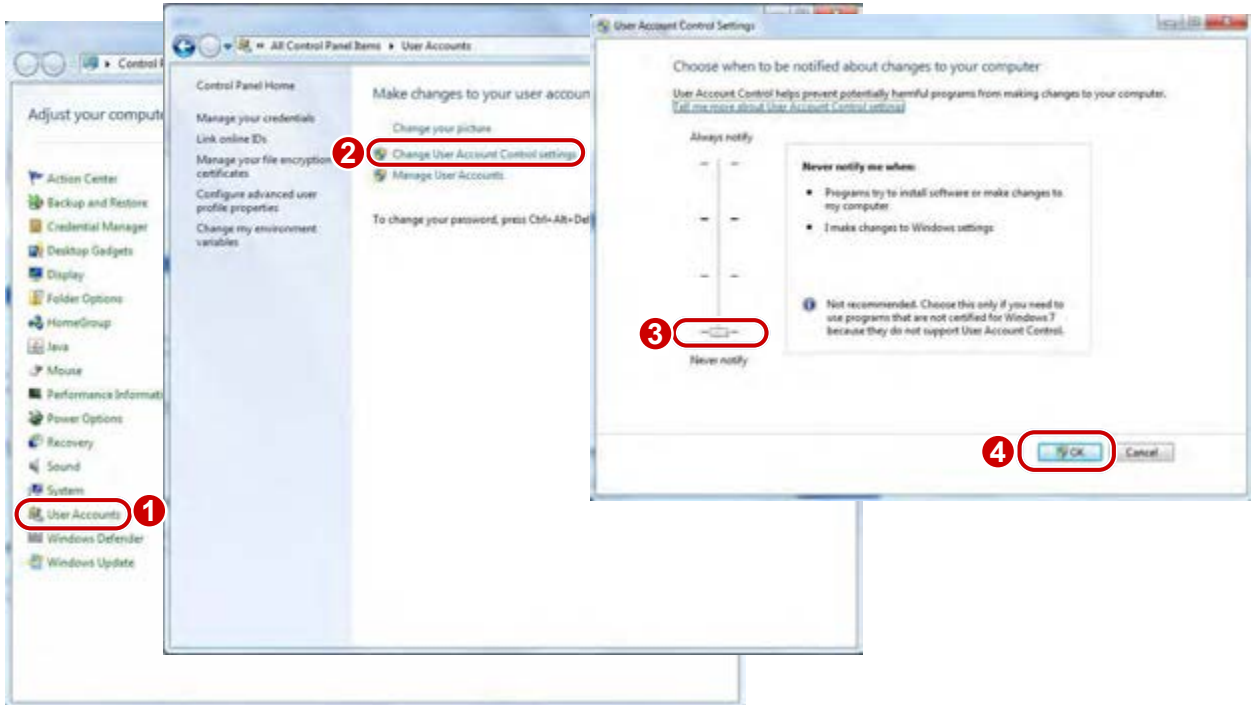 Control P
Adjust your compute
Action Center
Backup and Restore
Credential Manager
Desktop Gadgets
Display
Folder Options
HomeGroup
Java
Mouse
Performance Informati
Power Options
Recovery
Sound
System
User Accounts
1
Windows Defender
Windows Update
All Control Panel Items
User Accounts
Control Panel Home
Manage your credentials
Link online IDs
Manage your file encryption
certificates
Configure advanced user
profile properties
Change my environment
variables
Make changes to your user accoun
Change your picture
2
Change User Account Control settings
Manage User Accounts
To change your password, press Ctrl+Alt+Del
User Account Control Settings
Choose when to be notified about changes to your computer
User Account Control helps prevent potentially harmful programs from making changes to your computer.
Tell me more about User Account Control settings
Always notify
3
Never notify
Never notify me when:
• Programs try to install software or make changes to
my computer
• I make changes to Windows settings
Not recommended. Choose this only if you need to
use programs that are not certified for Windows 7
because they do not support User Account Control.
4
OK
Cancel